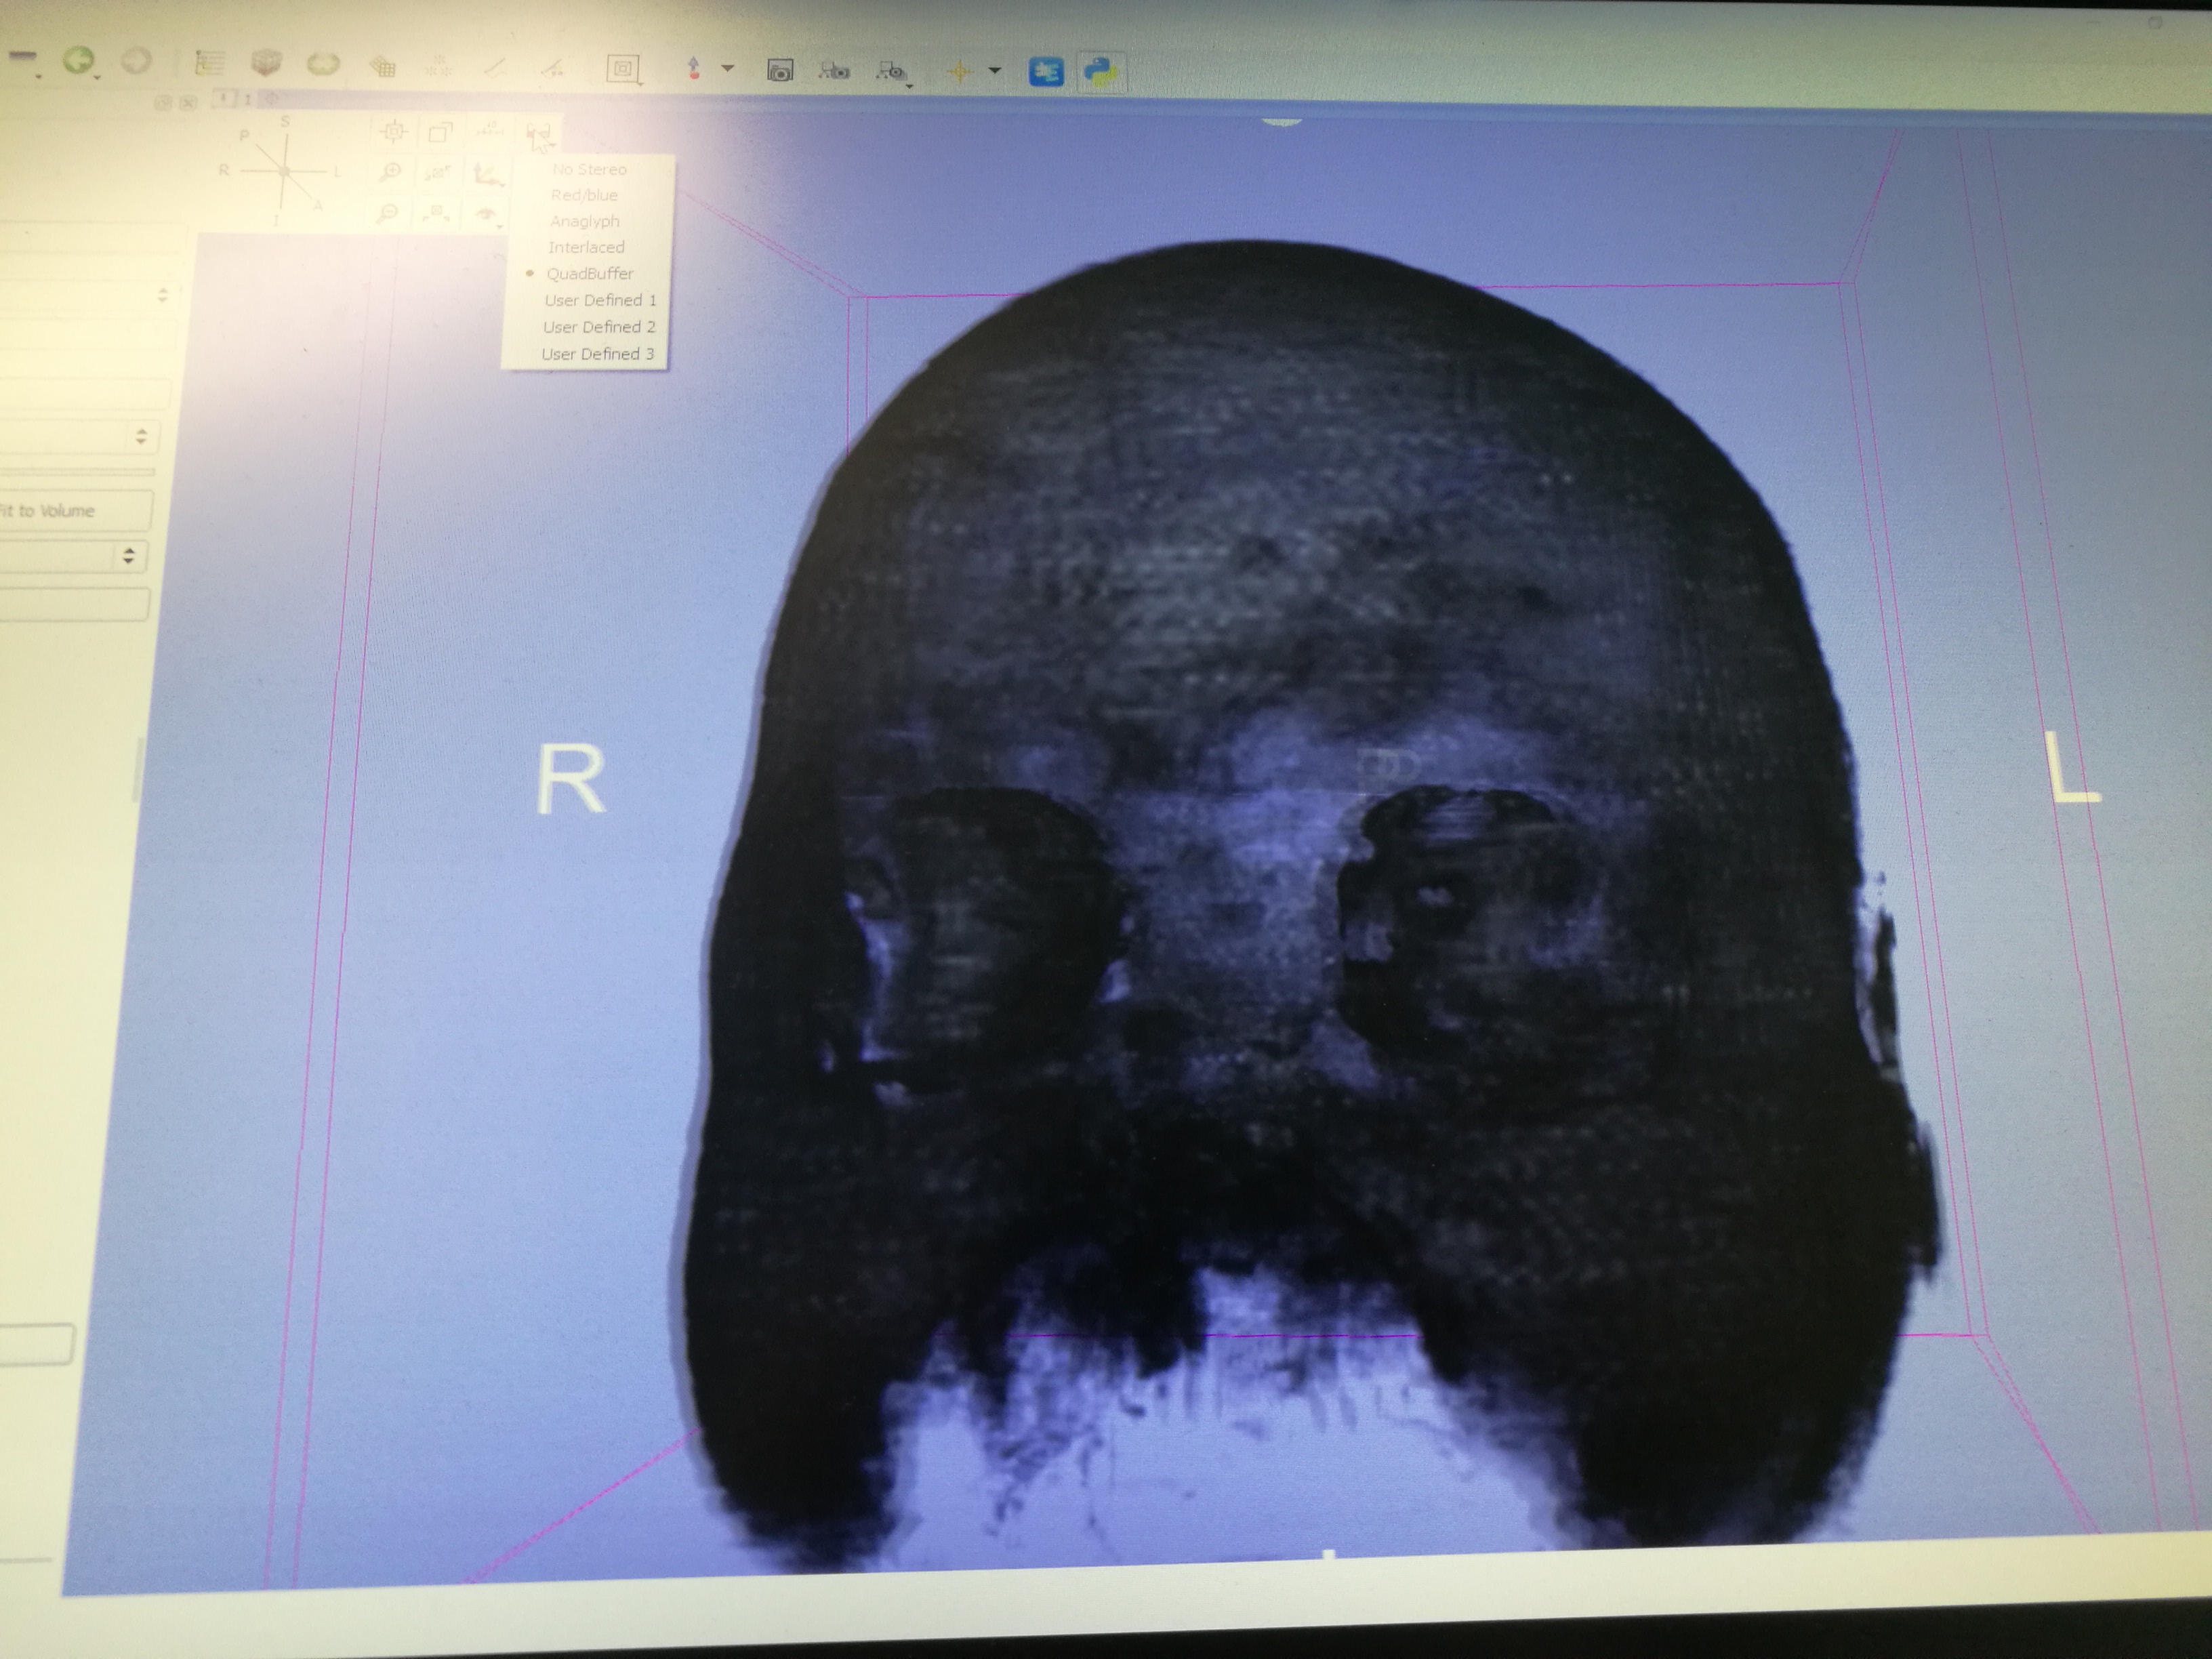 1
S
P
R
L
A
I
No Stereo
Red/blue
Anaglyph
Interlaced
QuadBuffer
User Defined 1
User Defined 2
User Defined 3
Fit to Volume
R
L